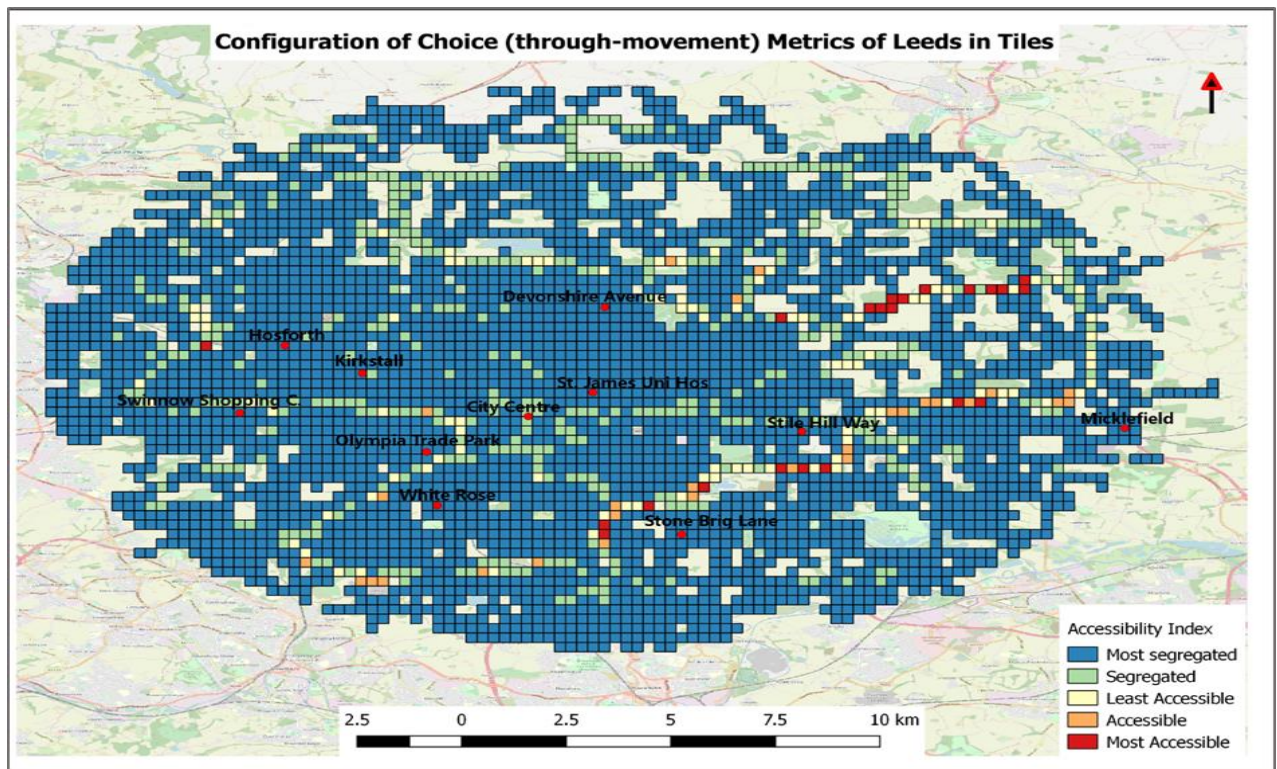 Configuration of Choice (through-movement) Metrics of Leeds in Tiles
Devonshire Avenue
Hosforth
Kirkstall
St. James Uni Hos
Swinnow Shopping C.
City Centre
Micklefield
Stile Hill Way
Olympia Trade Park
White Rose
Stone Brig Lane
Accessibility Index
Most segregated
Segregated
Least Accessible
Accessible
Most Accessible
2.5 0 2.5 5 7.5 10 km